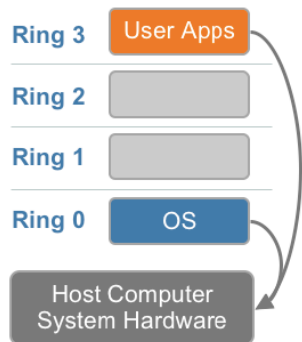 Ring 3
User Apps
Ring 2
Ring 1
Ring 0
OS
Host Computer
System Hardware